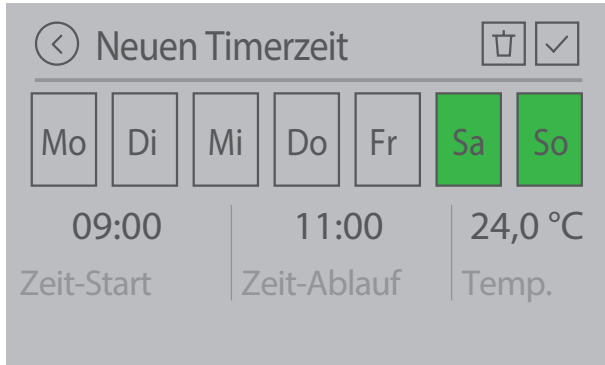 Neuen Timerzeit
Mo Di Mi Do Fr Sa So
09:00 11:00 24,0 °C
Zeit-Start Zeit-Ablauf Temp.